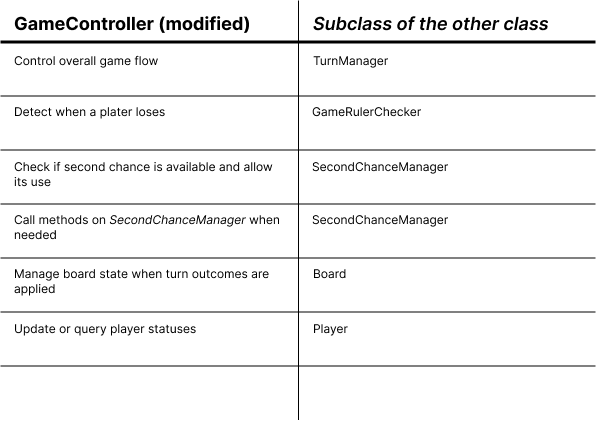 GameController (modified)
Subclass of the other class
Control overall game flow
TurnManager
Detect when a plater loses
GameRulerChecker
Check if second chance is available and allow
its use
SecondChanceManager
Call methods on SecondChanceManager when
needed
SecondChanceManager
Manage board state when turn outcomes are
applied
Board
Update or query player statuses
Player